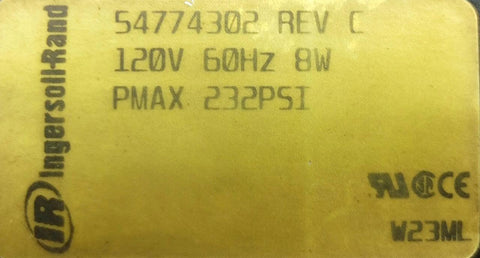 54774302 REV C
120V 60Hz 8W
PMAX 232PSI
IR Ingersoll-Rand
CE
W23ML